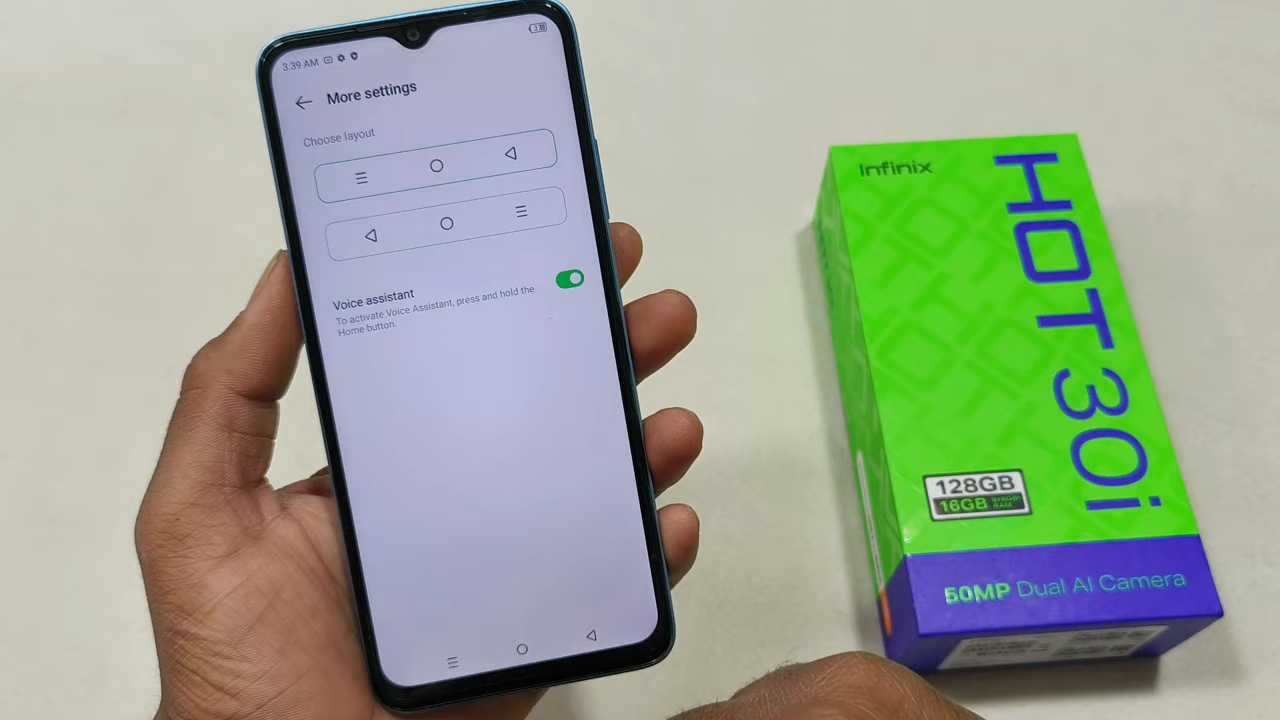 3:39 AM
More settings
Choose layout
Voice assistant
To activate Voice Assistant, press and hold the
Home button.
Infinix
HOT 30i
128GB
16GB
RAM
50MP Dual AI Camera